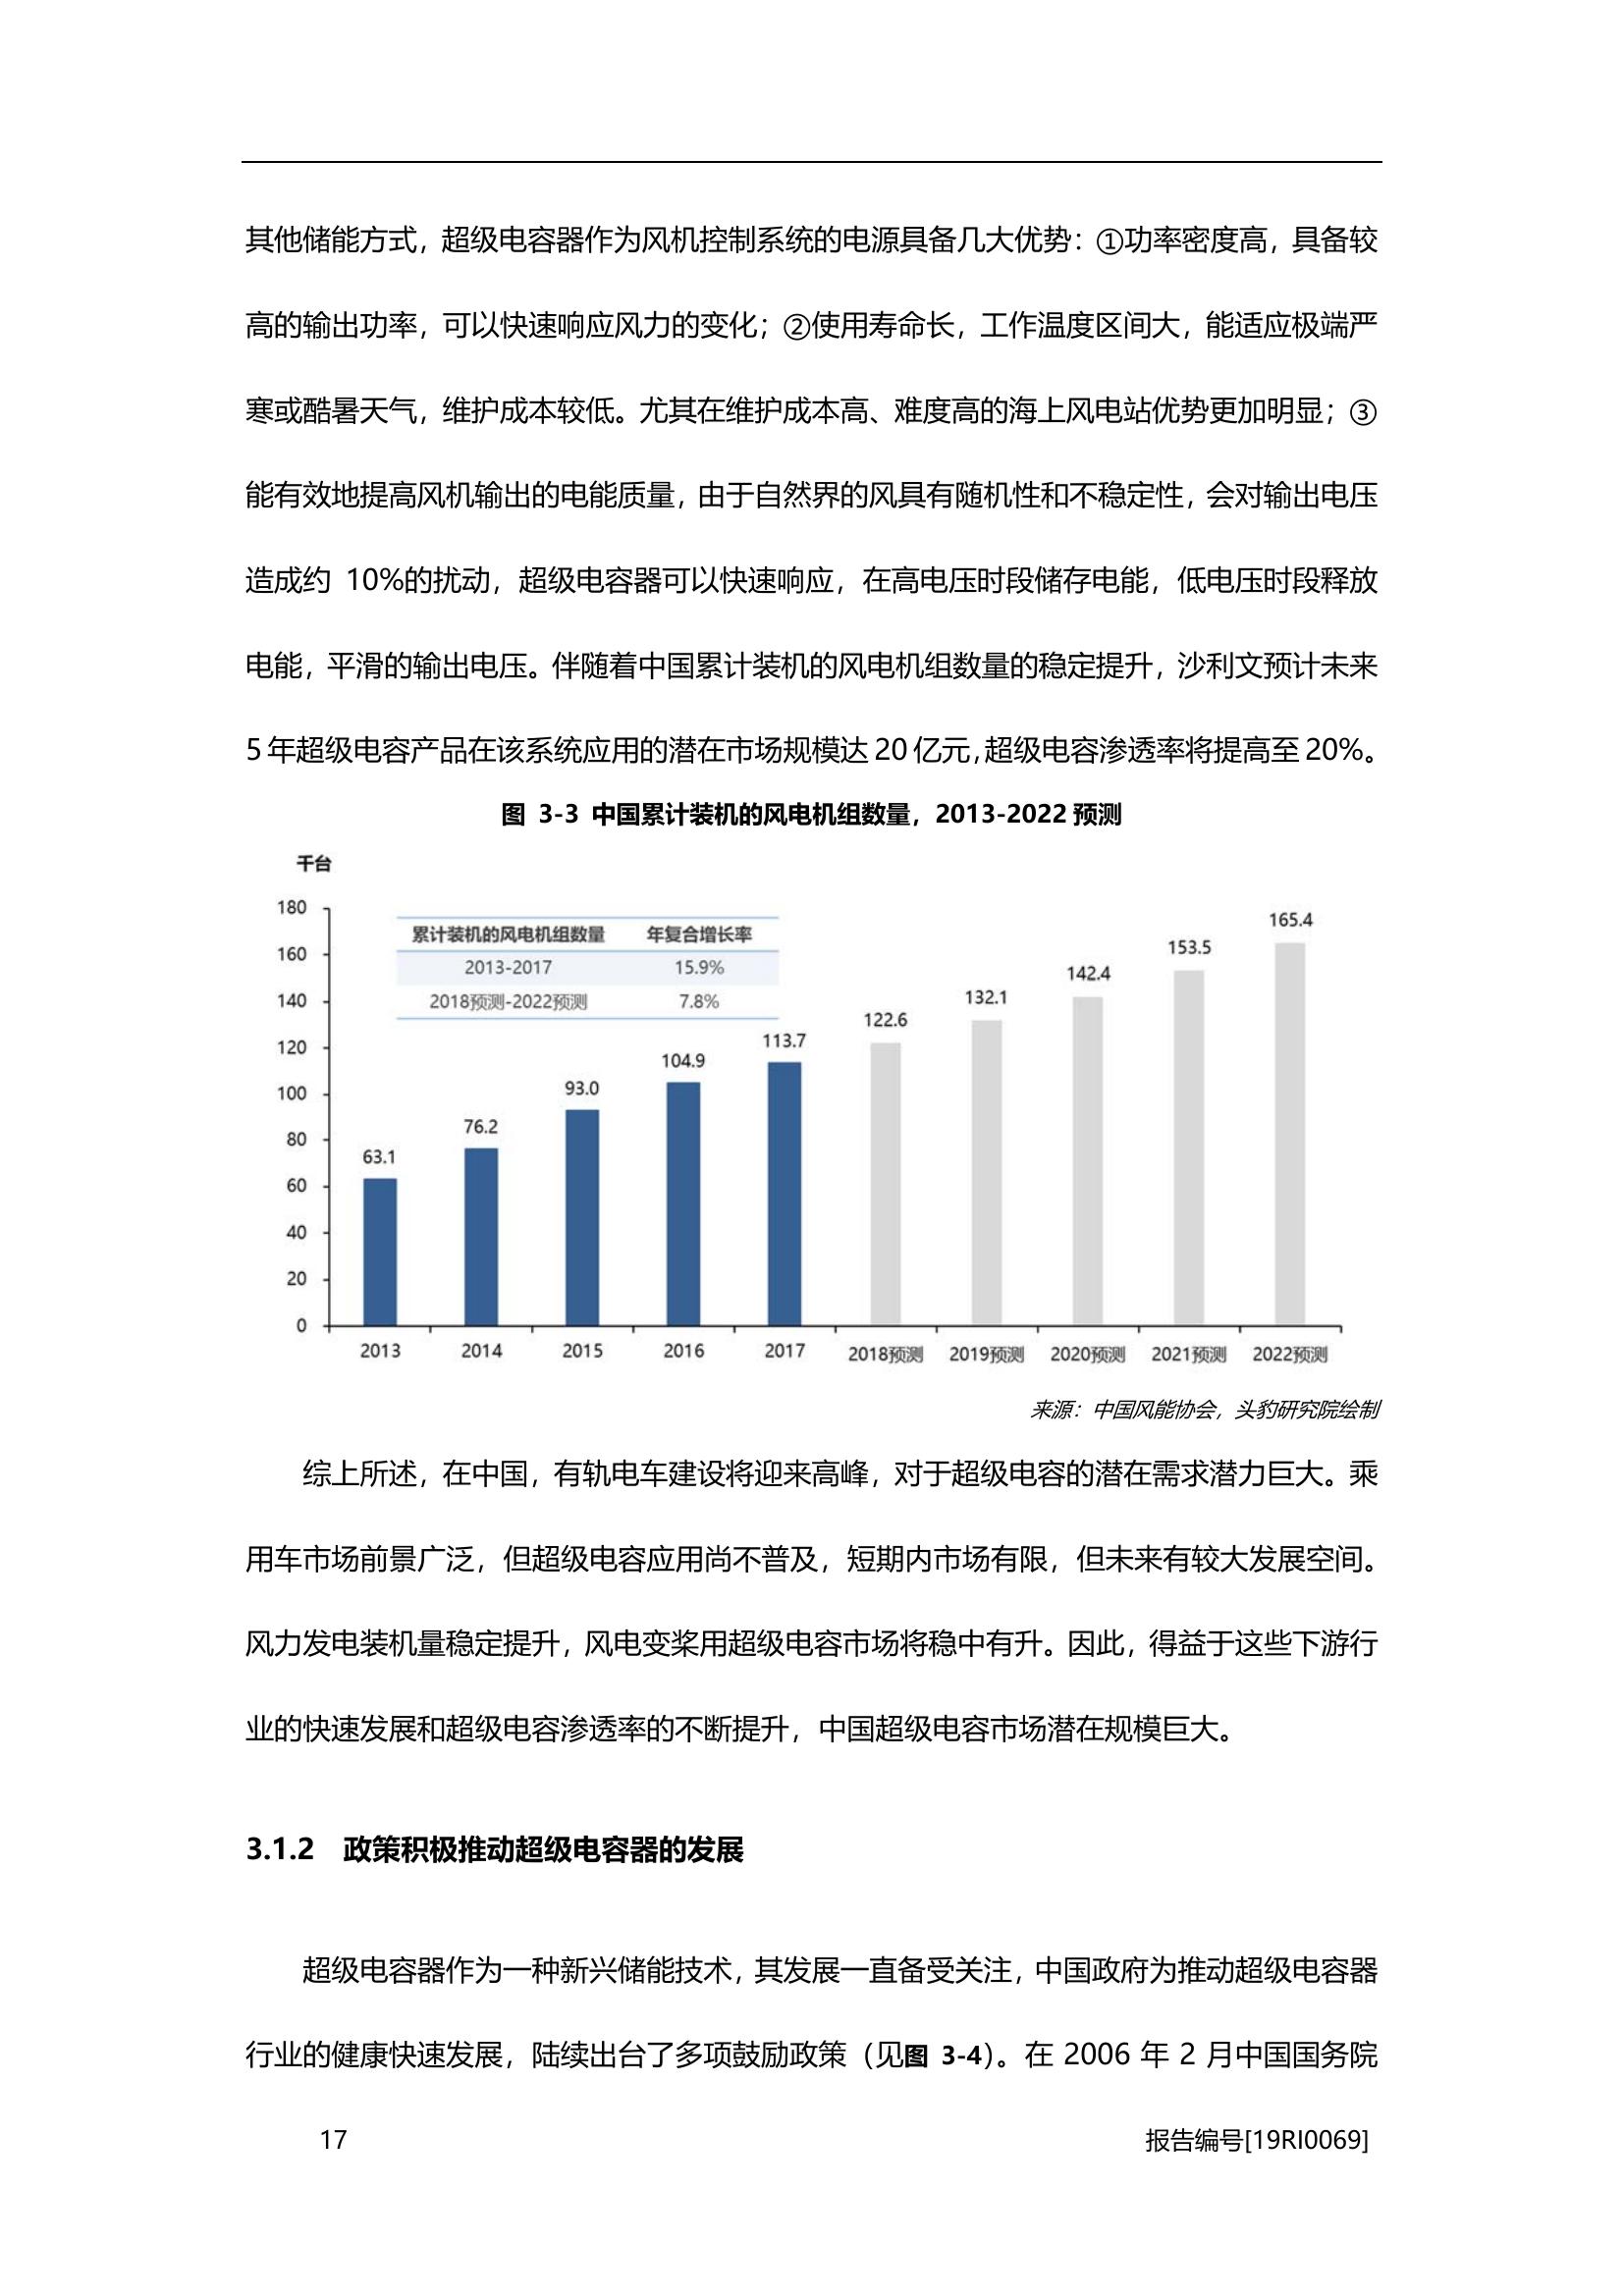 其他储能方式，超级电容器作为风机控制系统的电源具备几大优势：①功率密度高，具备较
高的输出功率，可以快速响应风力的变化；②使用寿命长，工作温度区间大，能适应极端严
寒或酷暑天气，维护成本较低。尤其在维护成本高、难度高的海上风电站优势更加明显；③
能有效地提高风机输出的电能质量，由于自然界的风具有随机性和不稳定性，会对输出电压
造成约 10%的扰动，超级电容器可以快速响应，在高电压时段储存电能，低电压时段释放
电能，平滑的输出电压。伴随着中国累计装机的风电机组数量的稳定提升，沙利文预计未来
5 年超级电容产品在该系统应用的潜在市场规模达 20 亿元，超级电容渗透率将提高至 20%。
图 3-3 中国累计装机的风电机组数量，2013-2022 预测
千台
180
160
140
120
100
80
60
40
20
0
累计装机的风电机组数量 年复合增长率
2013-2017 15.9%
2018预测-2022预测 7.8%
63.1 76.2 93.0 104.9 113.7 122.6 132.1 142.4 153.5 165.4
2013 2014 2015 2016 2017 2018预测 2019预测 2020预测 2021预测 2022预测
来源：中国风能协会，头豹研究院绘制
综上所述，在中国，有轨电车建设将迎来高峰，对于超级电容的潜在需求潜力巨大。乘
用车市场前景广泛，但超级电容应用尚不普及，短期内市场有限，但未来有较大发展空间。
风力发电装机量稳定提升，风电变桨用超级电容市场将稳中有升。因此，得益于这些下游行
业的快速发展和超级电容渗透率的不断提升，中国超级电容市场潜在规模巨大。
3.1.2 政策积极推动超级电容器的发展
超级电容器作为一种新兴储能技术，其发展一直备受关注，中国政府为推动超级电容器
行业的健康快速发展，陆续出台了多项鼓励政策（见图 3-4）。在 2006 年 2 月中国国务院
17 报告编号[19RI0069]